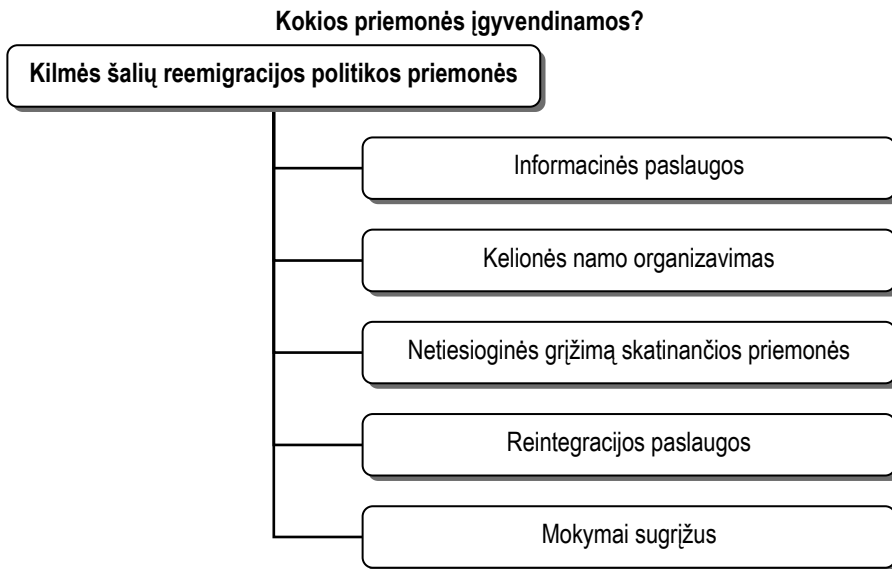 Kokios priemonės įgyvendinamos?
Kilmės šalių reemigracijos politikos priemonės
Informacinės paslaugos
Kelionės namo organizavimas
Netiesioginės grįžimą skatinančios priemonės
Reintegracijos paslaugos
Mokymai sugrįžus